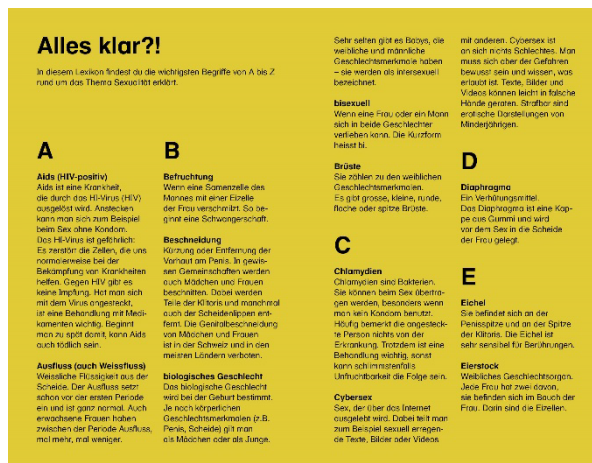 Alles klar?!
In diesem Lexikon findest du die wichtigsten Begriffe von A bis Z
rund um das Thema Sexualität erklärt.
A
Aids (HIV-positiv)
Aids ist eine Krankheit,
die durch das HI-Virus (HIV)
ausgelöst wird. Anstecken
kann man sich zum Beispiel
beim Sex ohne Kondom.
Das HI-Virus ist gefährlich:
Es zerstört die Zellen, die uns
normalerweise bei der
Bekämpfung von Krankheiten
helfen. Gegen HIV gibt es
keine Impfung. Hat man sich
mit dem Virus angesteckt,
ist eine Behandlung mit Medi-
kamenten wichtig. Beginnt
man zu spät damit, kann Aids
auch tödlich sein.
Ausfluss (auch Weissfluss)
Weissliche Flüssigkeit aus der
Scheide. Der Ausfluss setzt
schon vor der ersten Periode
ein und ist ganz normal. Auch
erwachsene Frauen haben
zwischen der Periode Ausfluss,
mal mehr, mal weniger.
B
Befruchtung
Wenn eine Samenzelle des
Mannes mit einer Eizelle
der Frau verschmilzt. So be-
ginnt eine Schwangerschaft.
Beschneidung
Kürzung oder Entfernung der
Vorhaut am Penis. In gewis-
sen Gemeinschaften werden
auch Mädchen und Frauen
beschnitten. Dabei werden
Teile der Klitoris und manchmal
auch der Scheidenlippen ent-
fernt. Die Genitalbeschneidung
von Mädchen und Frauen
ist in der Schweiz und in den
meisten Ländern verboten.
biologisches Geschlecht
Das biologische Geschlecht
wird bei der Geburt bestimmt.
Je nach körperlichen
Geschlechtsmerkmalen (z.B.
Penis, Scheide) gilt man
als Mädchen oder als Junge.
Sehr selten gibt es Babys, die
weibliche und männliche
Geschlechtsmerkmale haben
– sie werden als intersexuell
bezeichnet.
bisexuell
Wenn eine Frau oder ein Mann
sich in beide Geschlechter
verlieben kann. Die Kurzform
heisst bi.
Brüste
Sie zählen zu den weiblichen
Geschlechtsmerkmalen.
Es gibt grosse, kleine, runde,
flache oder spitze Brüste.
C
Chlamydien
Chlamydien sind Bakterien.
Sie können beim Sex übertra-
gen werden, besonders wenn
man kein Kondom benutzt.
Häufig bemerkt die angesteck-
te Person nichts von der
Erkrankung. Trotzdem ist eine
Behandlung wichtig, sonst
kann schlimmstenfalls
Unfruchtbarkeit die Folge sein.
Cybersex
Sex, der über das Internet
ausgelebt wird. Dabei teilt man
zum Beispiel sexuell erregen-
de Texte, Bilder oder Videos
mit anderen. Cybersex ist
an sich nichts Schlechtes. Man
muss sich aber der Gefahren
bewusst sein und wissen, was
erlaubt ist. Texte, Bilder und
Videos können leicht in falsche
Hände geraten. Strafbar sind
erotische Darstellungen von
Minderjährigen.
D
Diaphragma
Ein Verhütungsmittel.
Das Diaphragma ist eine Kap-
pe aus Gummi und wird
vor dem Sex in die Scheide
der Frau gelegt.
E
Eichel
Sie befindet sich an der
Penisspitze und an der Spitze
der Klitoris. Die Eichel ist
sehr sensibel für Berührungen.
Eierstock
Weibliches Geschlechtsorgan.
Jede Frau hat zwei davon,
sie befinden sich im Bauch der
Frau. Darin sind die Eizellen.